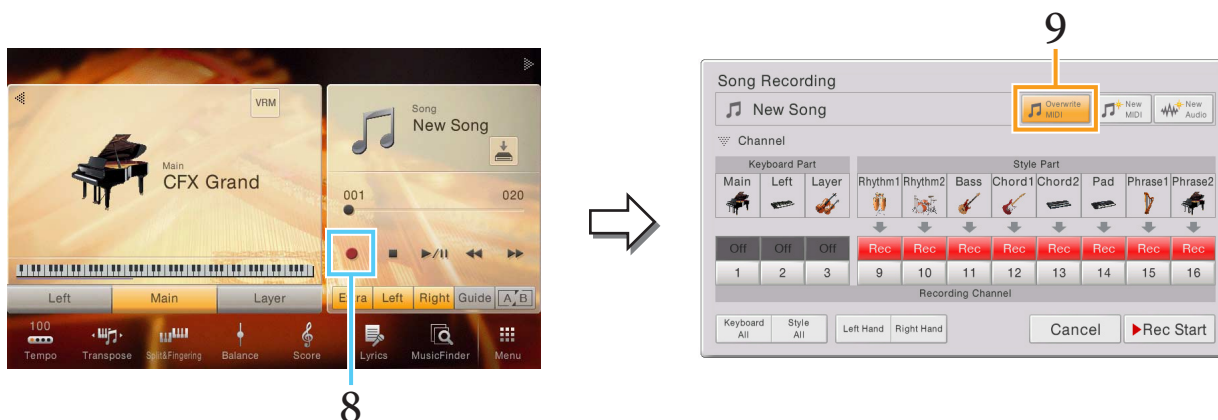 9
VRM
Main
CFX Grand
Song
New Song
001 020
Left Main Layer
Extra Left Right Guide A B
100
Tempo Transpose Split&Fingering Balance Score Lyrics MusicFinder Menu
8
Song Recording
New Song
Overwrite MIDI
New MIDI
New Audio
Channel
Keyboard Part Style Part
Main Left Layer Rhythm1 Rhythm2 Bass Chord1 Chord2 Pad Phrase1 Phrase2
Off Off Off Rec Rec Rec Rec Rec Rec Rec Rec
1 2 3 9 10 11 12 13 14 15 16
Recording Channel
Keyboard All
Style All
Left Hand Right Hand Cancel Rec Start